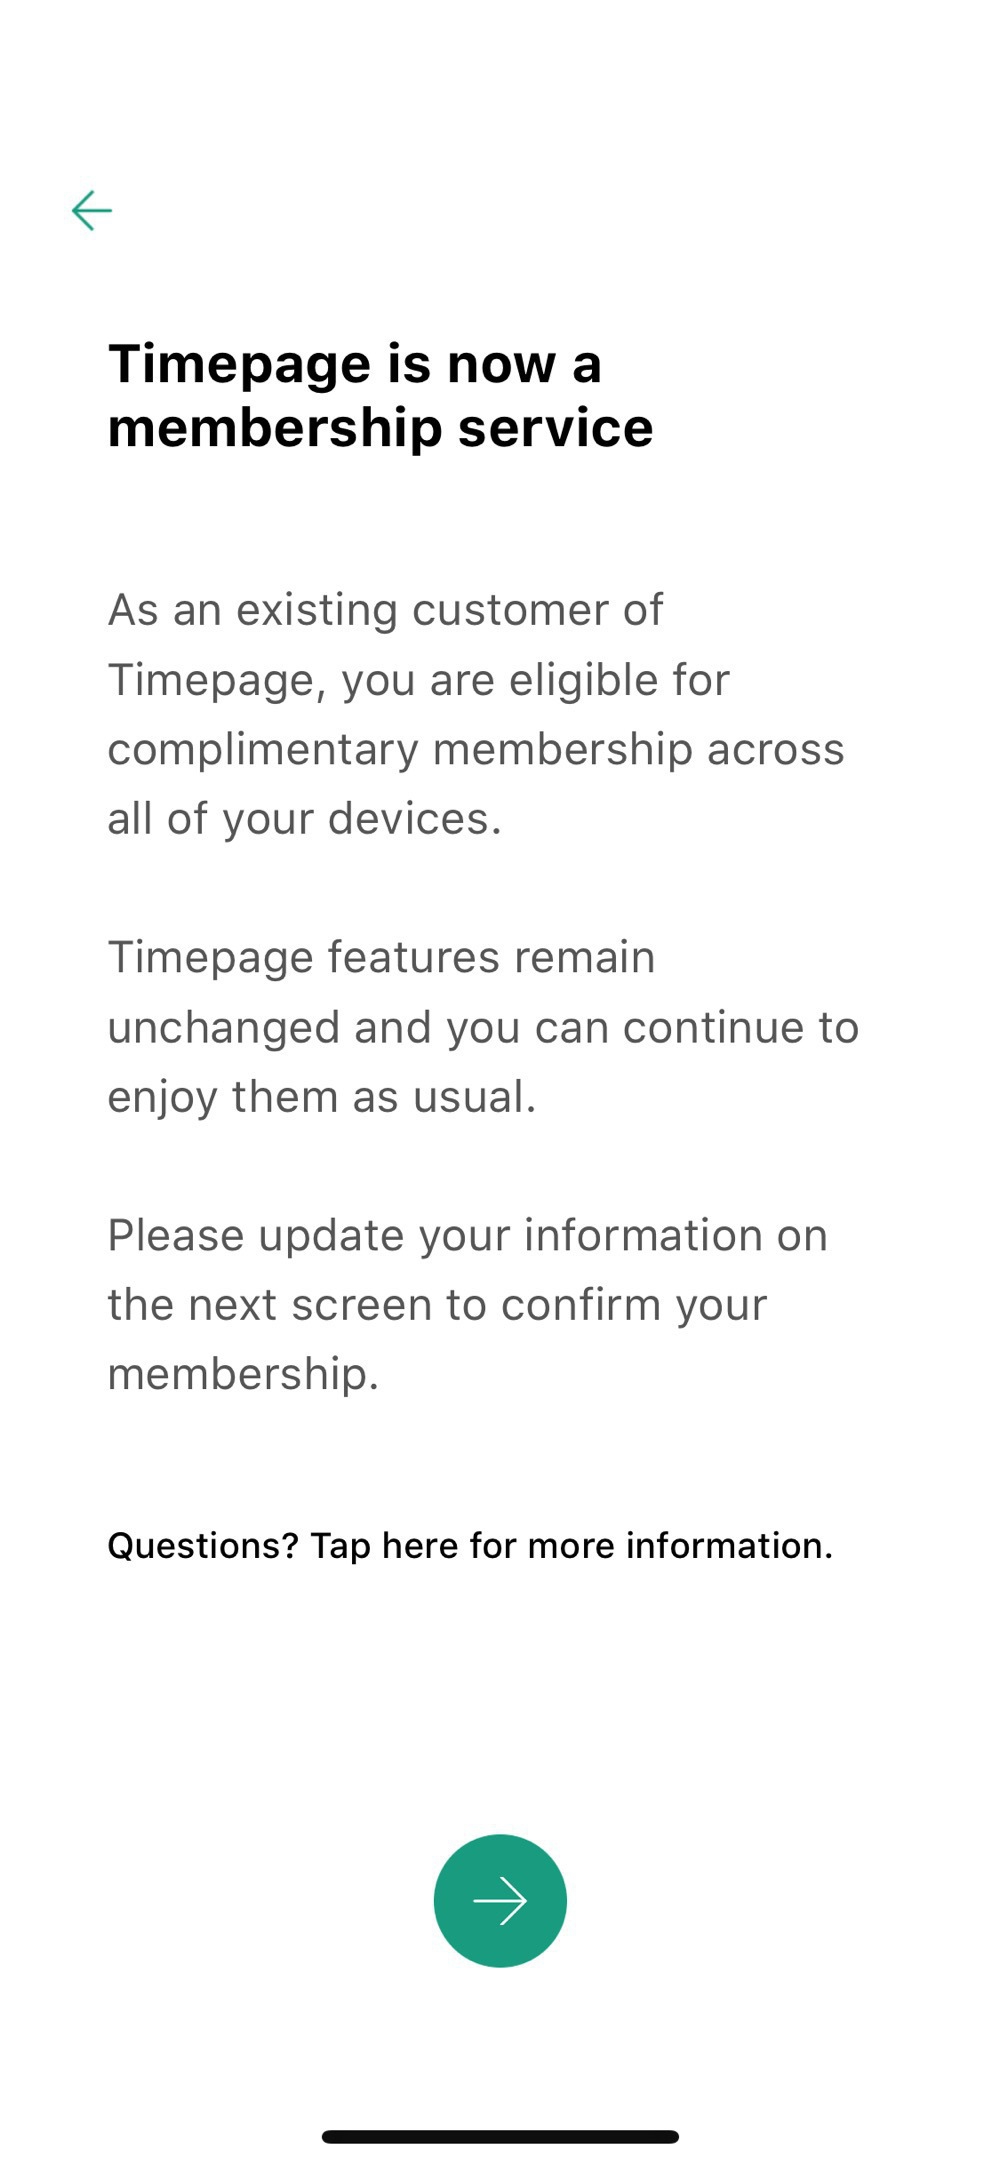 Timepage is now a
membership service
As an existing customer of
Timepage, you are eligible for
complimentary membership across
all of your devices.
Timepage features remain
unchanged and you can continue to
enjoy them as usual.
Please update your information on
the next screen to confirm your
membership.
Questions? Tap here for more information.